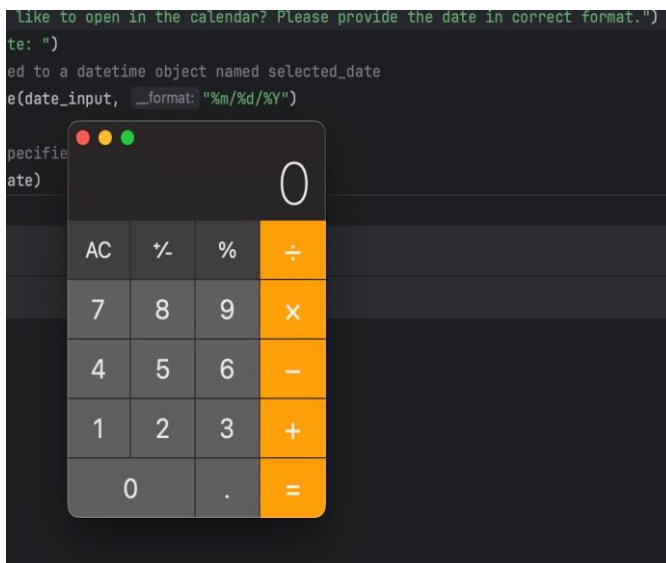 like to open in the calendar? Please provide the date in correct format.")
te: ")
ed to a datetime object named selected_date
e(date_input, __format: "%m/%d/%Y")
pecifie
ate)
0
AC ⁺∕₋ % ÷
7 8 9 ×
4 5 6 −
1 2 3 +
0 . =